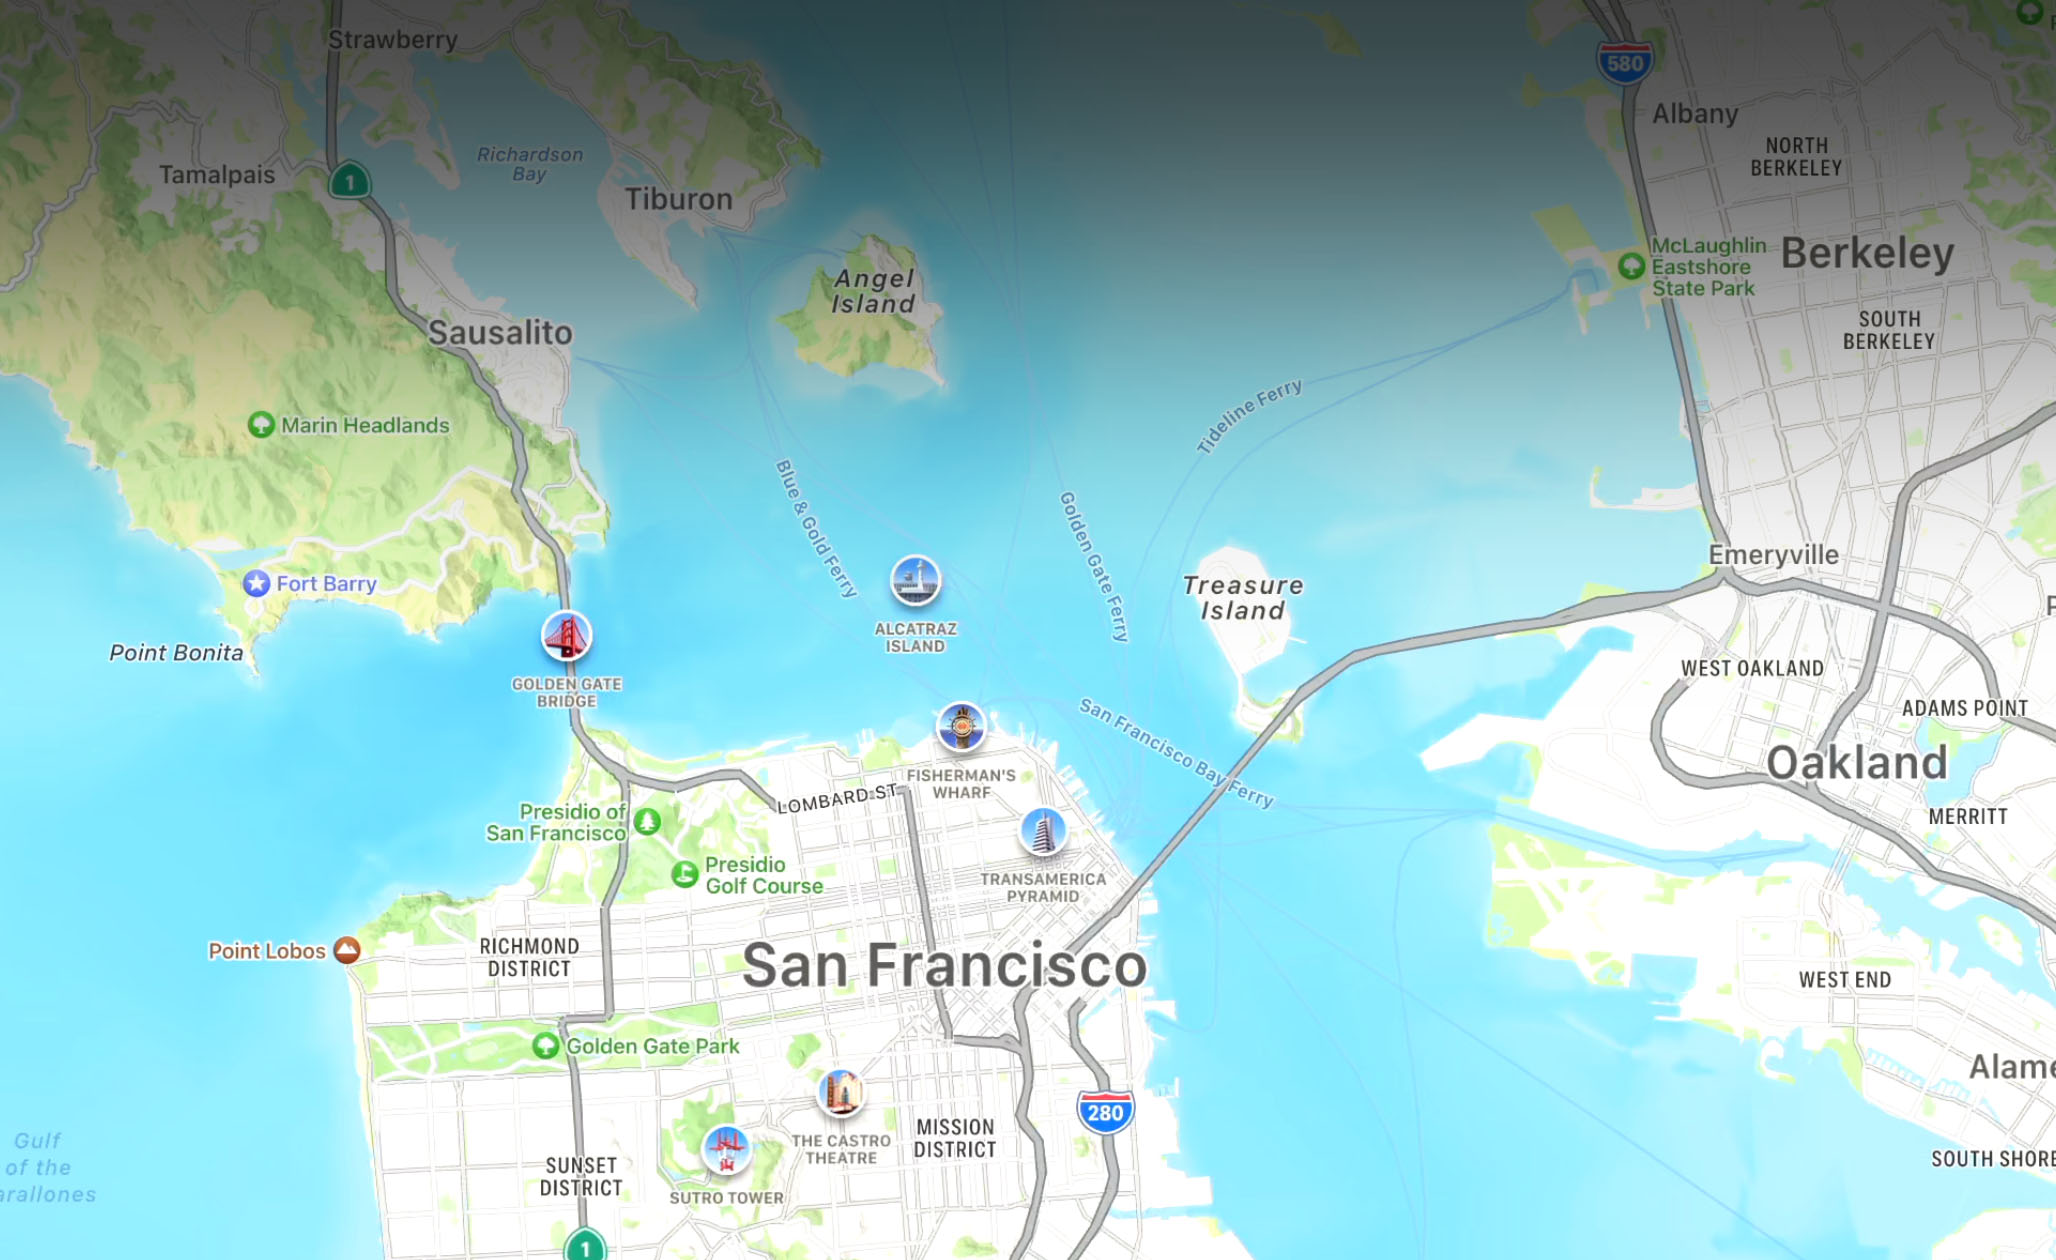 Strawberry
580
Albany
NORTH
BERKELEY
Richardson
Bay
Tamalpais
1
Tiburon
McLaughlin
Eastshore
State Park
Berkeley
Angel
Island
SOUTH
BERKELEY
Sausalito
Tideline Ferry
Marin Headlands
Blue & Gold Ferry
Golden Gate Ferry
Emeryville
Fort Barry
Treasure
Island
ALCATRAZ
ISLAND
Point Bonita
WEST OAKLAND
GOLDEN GATE
BRIDGE
ADAMS POINT
San Francisco Bay Ferry
Oakland
FISHERMAN'S
WHARF
LOMBARD ST
Presidio of
San Francisco
MERRITT
Presidio
Golf Course
TRANSAMERICA
PYRAMID
Point Lobos
RICHMOND
DISTRICT
San Francisco
WEST END
Golden Gate Park
Alame
280
MISSION
DISTRICT
THE CASTRO
THEATRE
Gulf
of the
arallones
SUNSET
DISTRICT
SUTRO TOWER
SOUTH SHORE
1